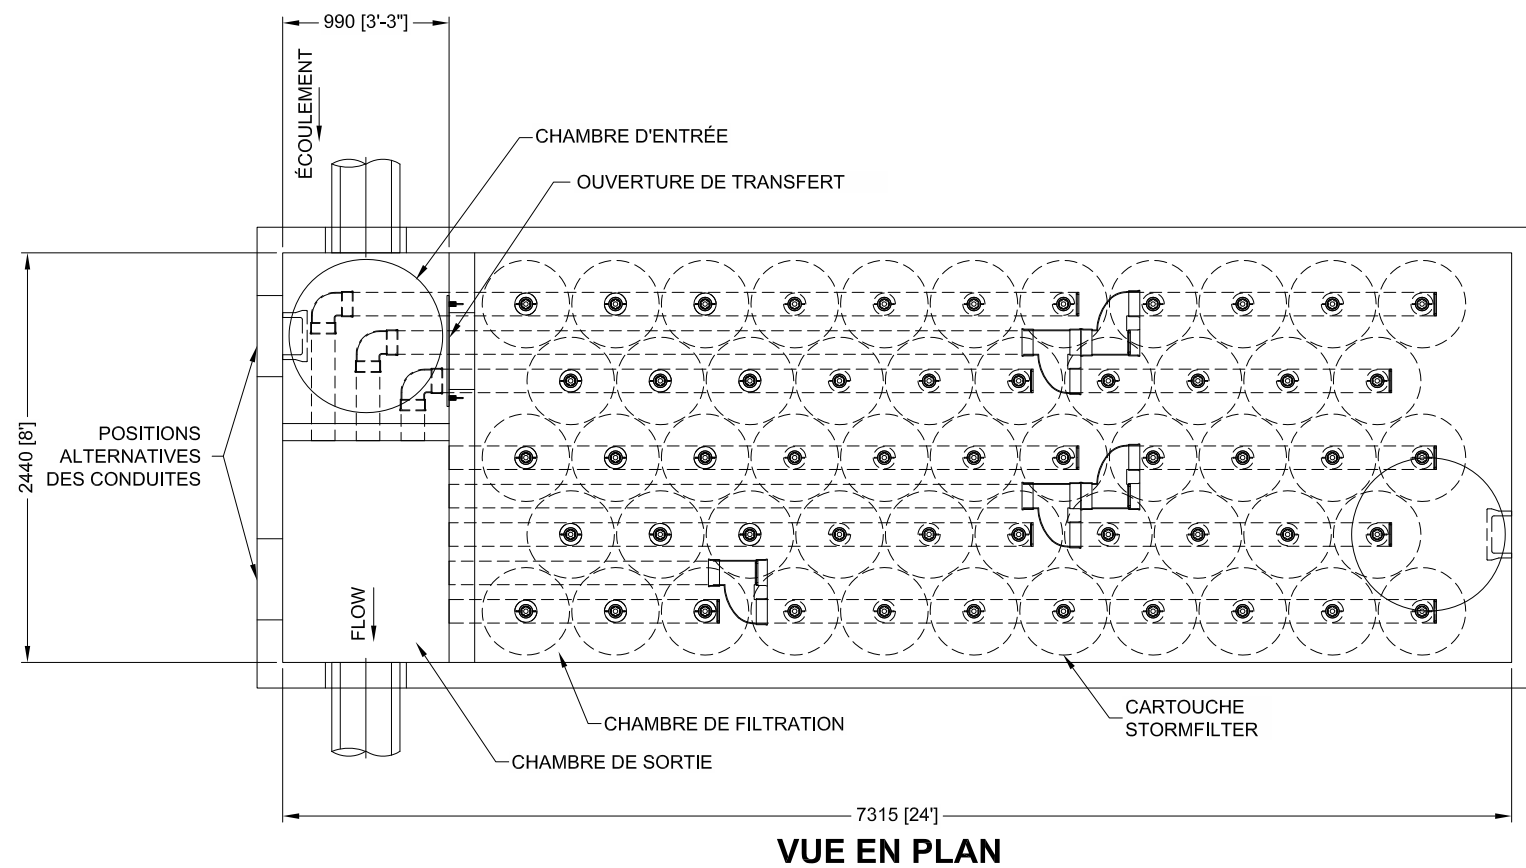 990 [3'-3"]
ÉCOULEMENT
CHAMBRE D'ENTRÉE
OUVERTURE DE TRANSFERT
POSITIONS
ALTERNATIVES
DES CONDUITES
2440 [8']
FLOW
CHAMBRE DE FILTRATION
CHAMBRE DE SORTIE
CARTOUCHE
STORMFILTER
7315 [24']
VUE EN PLAN